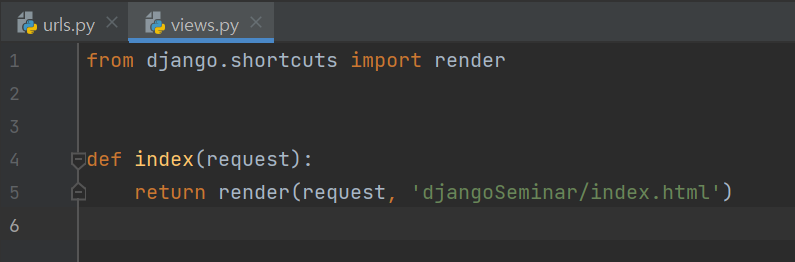 urls.py views.py
1 from django.shortcuts import render
2
3
4 def index(request):
5     return render(request, 'djangoSeminar/index.html')
6